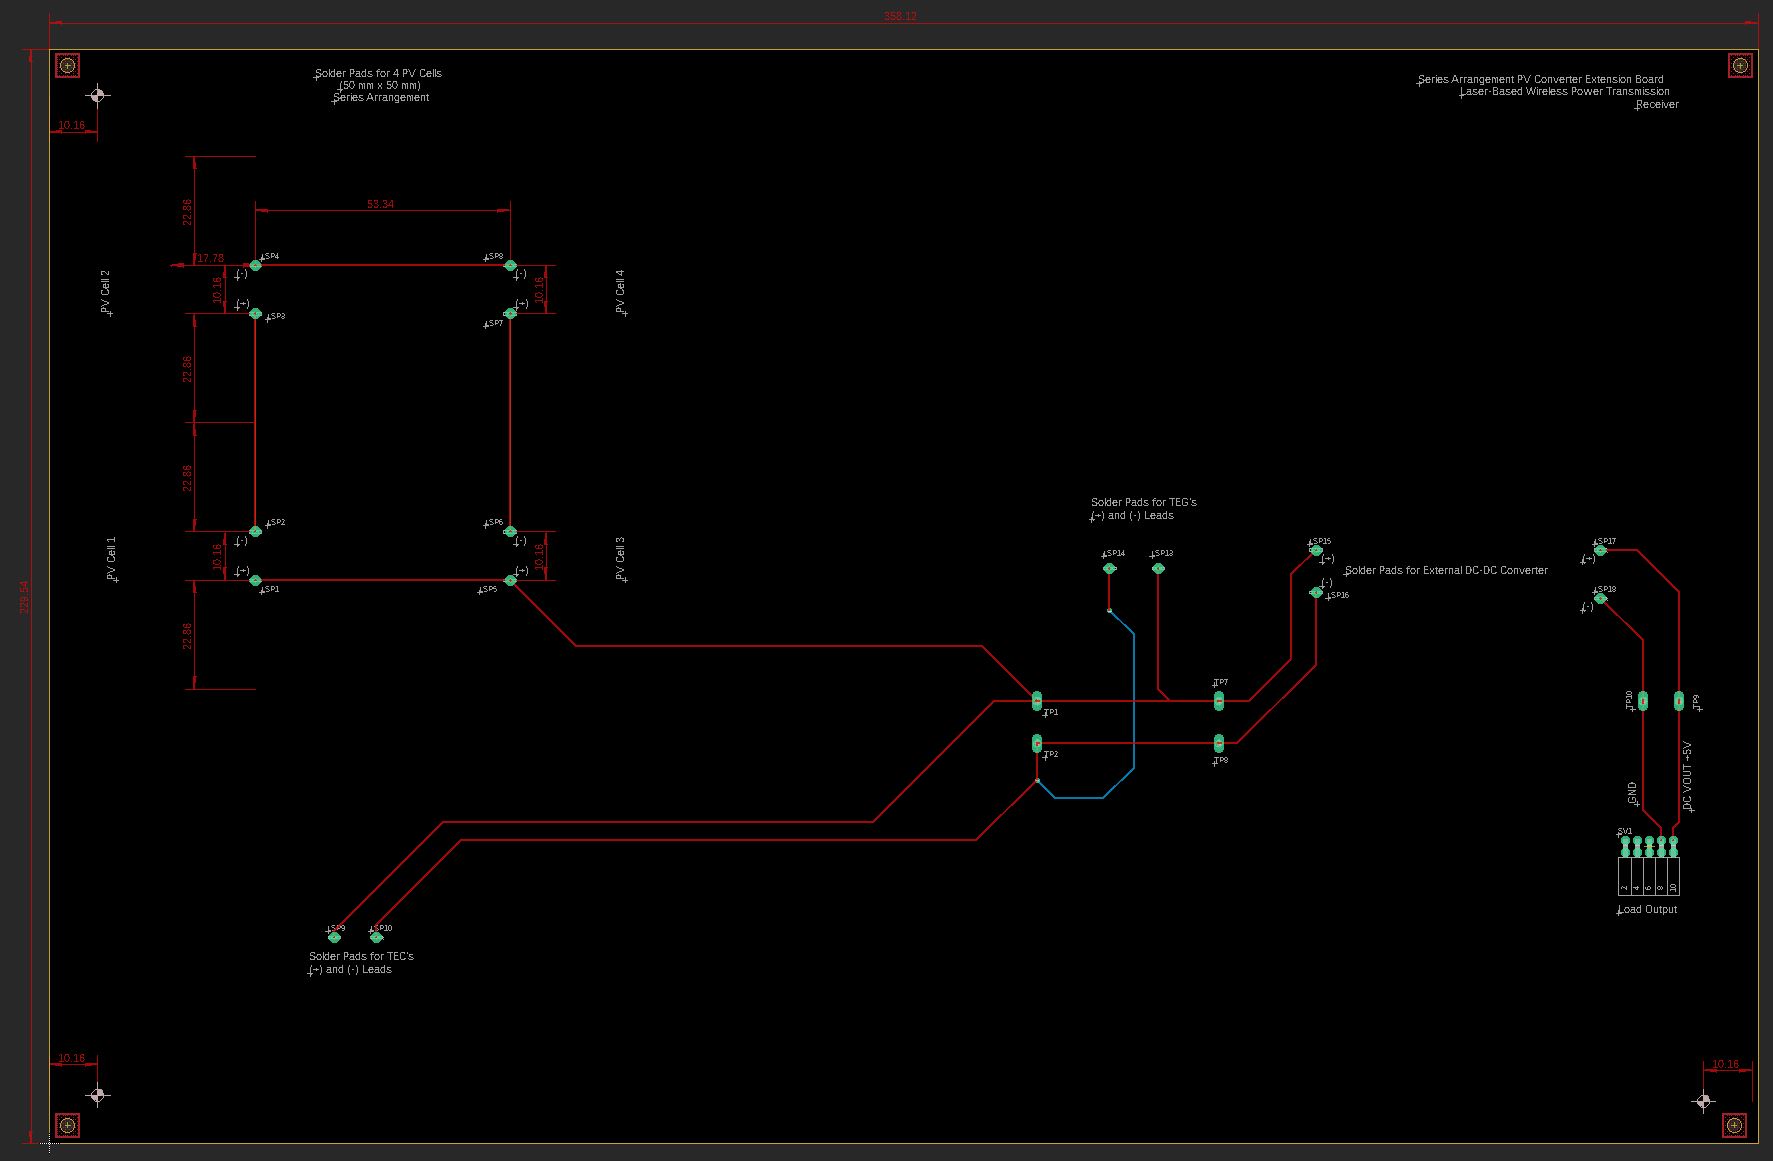 358.12
Solder Pads for 4 PV Cells
(50 mm x 50 mm)
Series Arrangement
Series Arrangement PV Converter Extension Board
Laser-Based Wireless Power Transmission
Receiver
10.16
22.86
53.34
17.78
SP4
SP8
(-)
(-)
PV Cell 2
10.16
10.16
PV Cell 4
(+)
(+)
SP3
SP7
22.86
22.86
SP2
SP6
(-)
(-)
PV Cell 1
10.16
10.16
PV Cell 3
(+)
(+)
SP1
SP5
229.54
22.86
Solder Pads for TEG's
(+) and (-) Leads
SP14
SP13
SP15
(+)
Solder Pads for External DC-DC Converter
(-)
SP16
SP17
(+)
SP18
(-)
TP1
TP7
TP2
TP8
TP10
TP9
GND
DC VOUT +5V
SV1
2
4
6
8
10
Load Output
SP9
SP10
Solder Pads for TEC's
(+) and (-) Leads
10.16
10.16